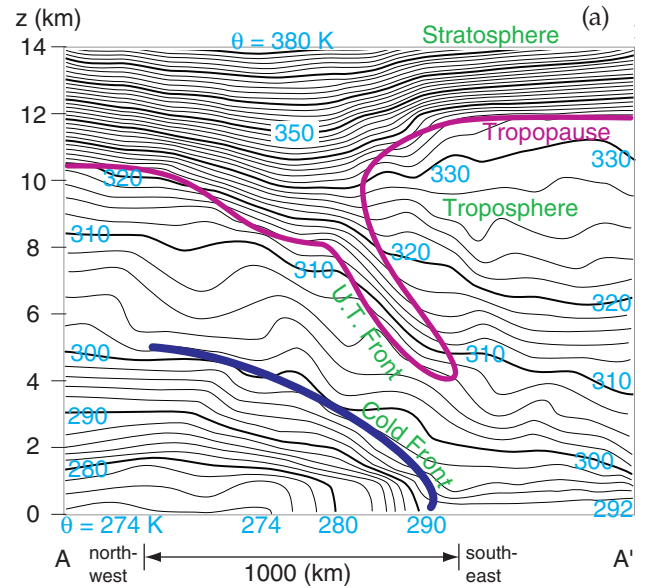 z (km)
(a)
14
θ = 380 K
Stratosphere
12
350
Tropopause
10
320
330
330
Troposphere
8
310
310
320
6
U.T. Front
320
300
310
4
310
290
Cold Front
2
280
300
0
θ = 274 K
274
280
290
292
A
north-
west
1000 (km)
south-
east
A'